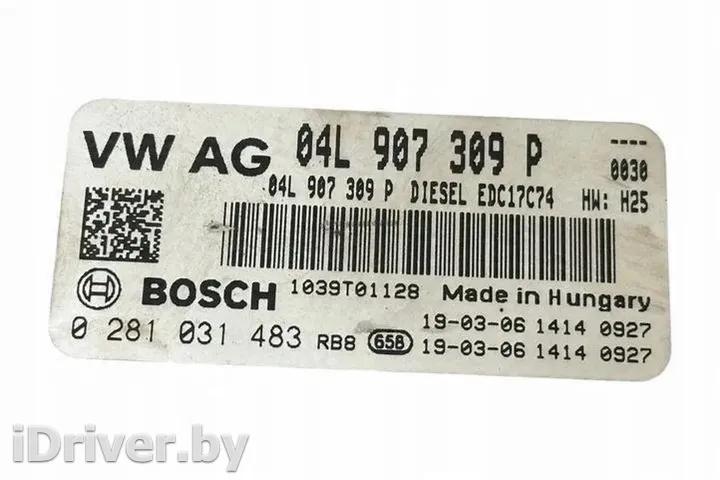 VW AG 04L 907 309 P ----
0030
04L 907 309 P DIESEL EDC17C74 HW: H25
BOSCH 1039T01128 Made in Hungary
0 281 031 483 RB8 658 19-03-06 1414 0927
19-03-06 1414 0927
iDriver.by